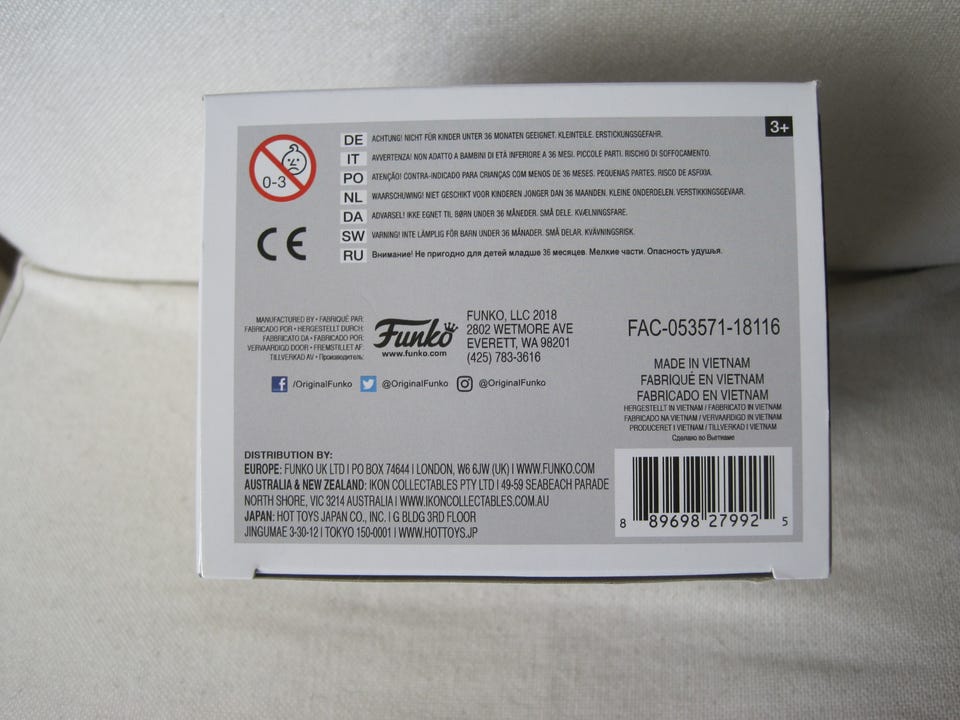 3+
0-3
DE ACHTUNG! NICHT FÜR KINDER UNTER 36 MONATEN GEEIGNET. KLEINTEILE. ERSTICKUNGSGEFAHR.
IT AVVERTENZA! NON ADATTO A BAMBINI DI ETÀ INFERIORE A 36 MESI. PICCOLE PARTI. RISCHIO DI SOFFOCAMENTO.
PO ATENÇÃO! CONTRA-INDICADO PARA CRIANÇAS COM MENOS DE 36 MESES. PEQUENAS PARTES. RISCO DE ASFIXIA.
NL WAARSCHUWING! NIET GESCHIKT VOOR KINDEREN JONGER DAN 36 MAANDEN. KLEINE ONDERDELEN. VERSTIKKINGSGEVAAR.
DA ADVARSEL! IKKE EGNET TIL BØRN UNDER 36 MÅNEDER. SMÅ DELE. KVÆLNINGSFARE.
SW VARNING! INTE LÄMPLIG FÖR BARN UNDER 36 MÅNADER. SMÅ DELAR. KVÄVNINGSRISK.
RU Внимание! Не пригодно для детей младше 36 месяцев. Мелкие части. Опасность удушья.
CE
MANUFACTURED BY • FABRIQUÉ PAR:
FABRICADO POR • HERGESTELLT DURCH:
FABBRICATO DA • FABRICADO POR:
VERVAARDIGD DOOR • FREMSTILLET AF:
TILLVERKAD AV • Производитель:
Funko
www.funko.com
FUNKO, LLC 2018
2802 WETMORE AVE
EVERETT, WA 98201
(425) 783-3616
/OriginalFunko @OriginalFunko @OriginalFunko
FAC-053571-18116
MADE IN VIETNAM
FABRIQUÉ EN VIETNAM
FABRICADO EN VIETNAM
HERGESTELLT IN VIETNAM / FABBRICATO IN VIETNAM
FABRICADO NA VIETNAM / VERVAARDIGD IN VIETNAM
PRODUCERET I VIETNAM / TILLVERKAD I VIETNAM
Сделано во Вьетнаме
DISTRIBUTION BY:
EUROPE: FUNKO UK LTD | PO BOX 74644 | LONDON, W6 6JW (UK) | WWW.FUNKO.COM
AUSTRALIA & NEW ZEALAND: IKON COLLECTABLES PTY LTD | 49-59 SEABEACH PARADE
NORTH SHORE, VIC 3214 AUSTRALIA | WWW.IKONCOLLECTABLES.COM.AU
JAPAN: HOT TOYS JAPAN CO., INC. | G BLDG 3RD FLOOR
JINGUMAE 3-30-12 | TOKYO 150-0001 | WWW.HOTTOYS.JP
8 89698 27992 5